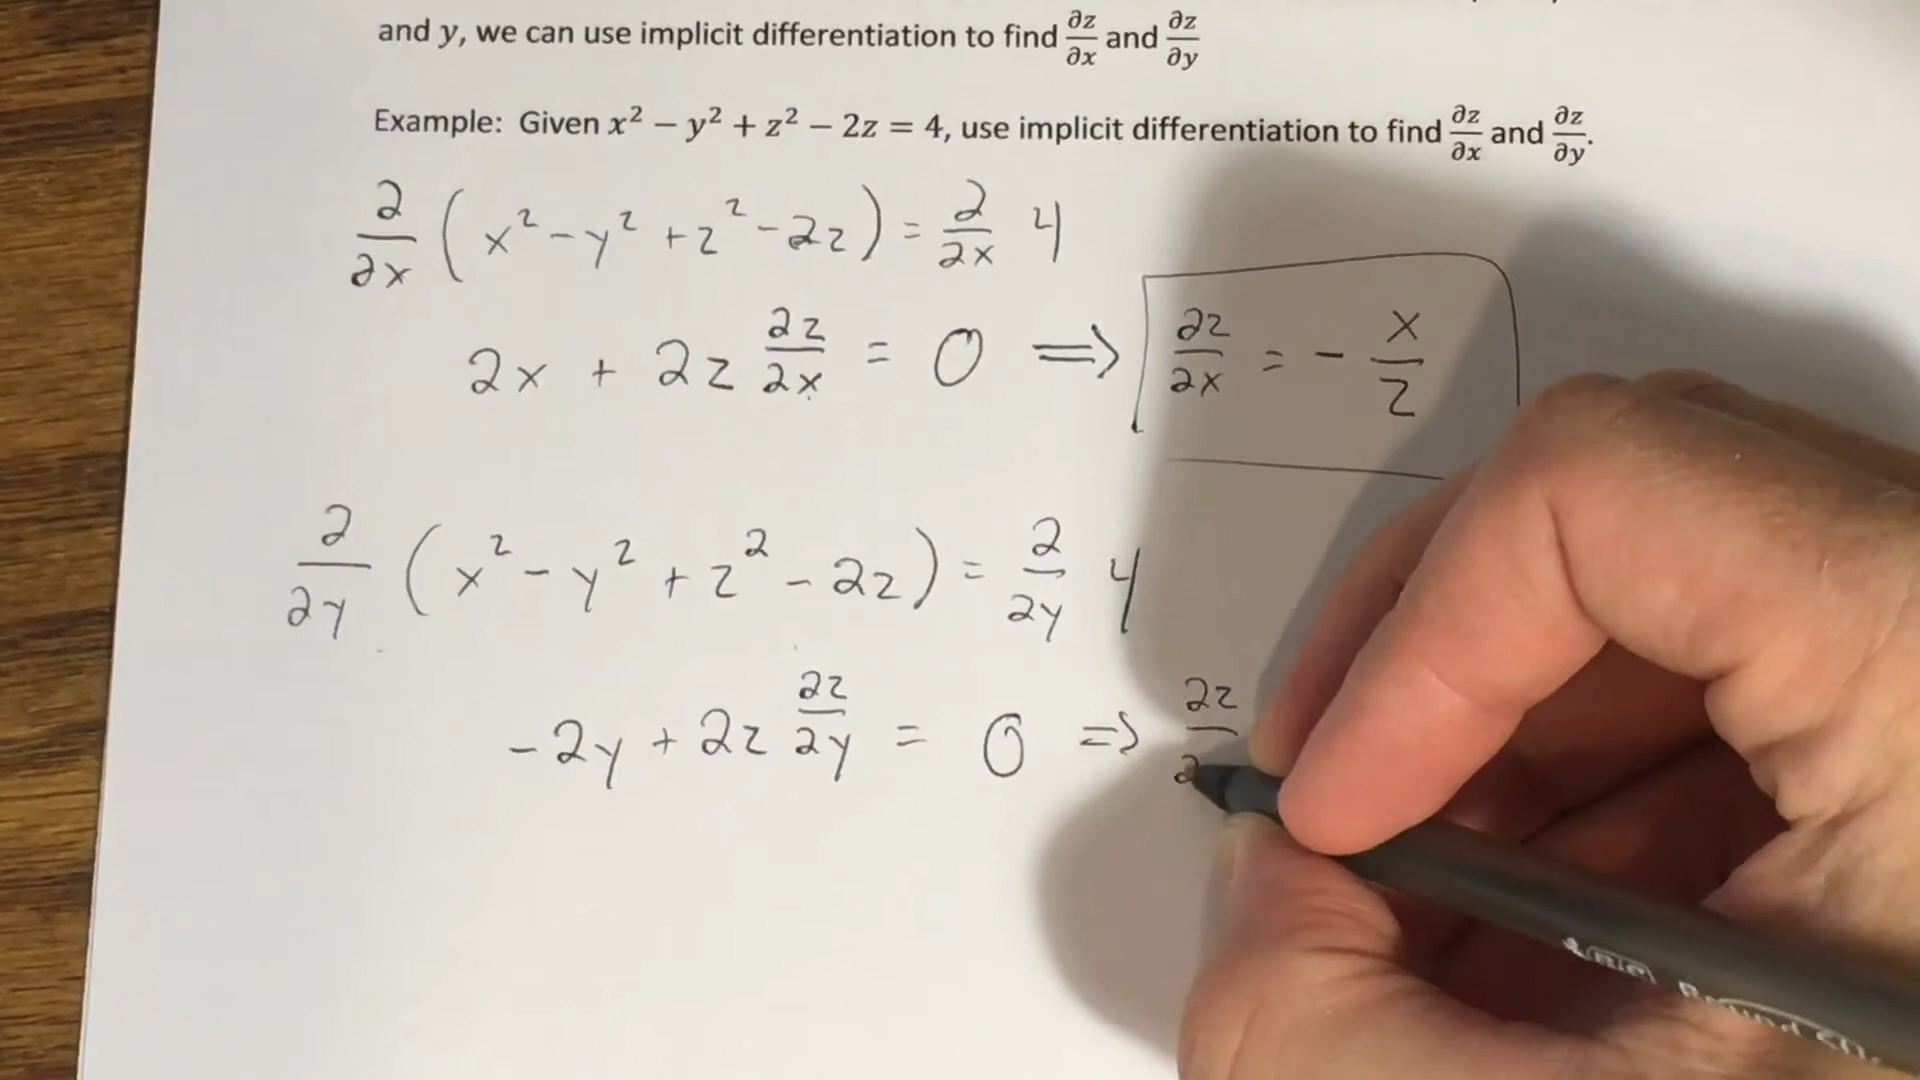 and y, we can use implicit differentiation to find ∂z/∂x and ∂z/∂y
Example: Given x² − y² + z² − 2z = 4, use implicit differentiation to find ∂z/∂x and ∂z/∂y.
∂/∂x (x² − y² + z² − 2z) = ∂/∂x 4
2x + 2z ∂z/∂x = 0 ⟹ ∂z/∂x = − x/z
∂/∂y (x² − y² + z² − 2z) = ∂/∂y 4
−2y + 2z ∂z/∂y = 0 ⇒ ∂z/∂
BIC